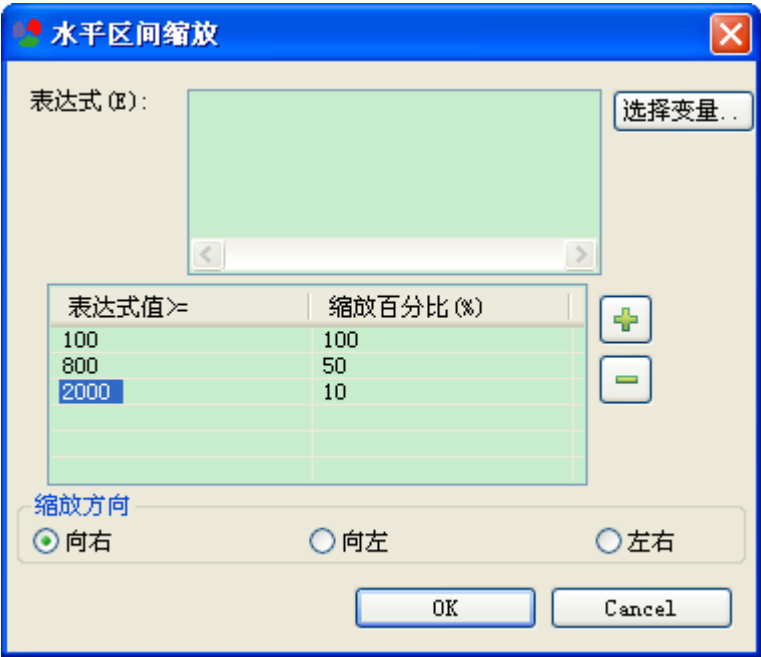 水平区间缩放
表达式(E):
选择变量..
表达式值>= 缩放百分比(%)
100 100
800 50
2000 10
缩放方向
向右 向左 左右
OK Cancel